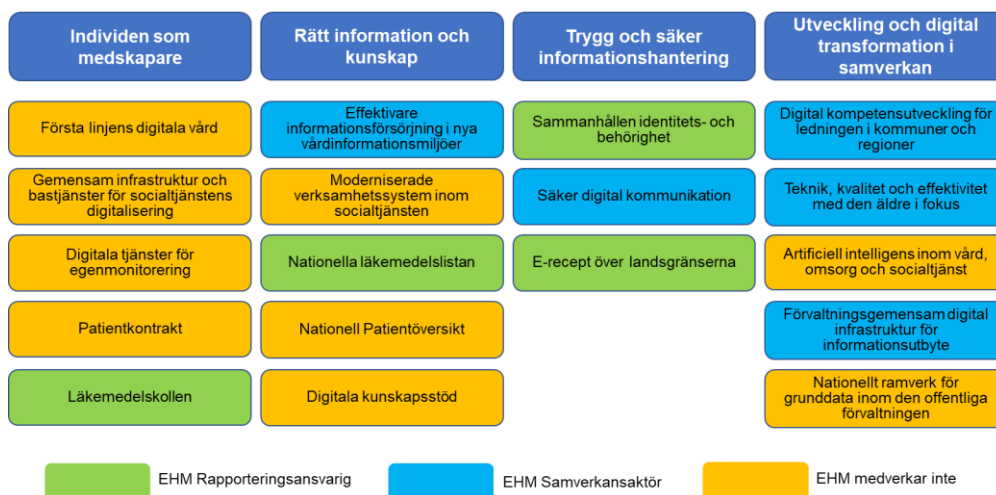 Individen som
medskapare
Första linjens digitala vård
Gemensam infrastruktur och
bastjänster för socialtjänstens
digitalisering
Digitala tjänster för
egenmonitorering
Patientkontrakt
Läkemedelskollen
Rätt information och
kunskap
Effektivare
informationsförsörjning i nya
vårdinformationsmiljöer
Moderniserade
verksamhetssystem inom
socialtjänsten
Nationella läkemedelslistan
Nationell Patientöversikt
Digitala kunskapsstöd
Trygg och säker
informationshantering
Sammanhållen identitets- och
behörighet
Säker digital kommunikation
E-recept över landsgränserna
Utveckling och digital
transformation i
samverkan
Digital kompetensutveckling för
ledningen i kommuner och
regioner
Teknik, kvalitet och effektivitet
med den äldre i fokus
Artificiell intelligens inom vård,
omsorg och socialtjänst
Förvaltningsgemensam digital
infrastruktur för
informationsutbyte
Nationellt ramverk för
grunddata inom den offentliga
förvaltningen
EHM Rapporteringsansvarig
EHM Samverkansaktör
EHM medverkar inte